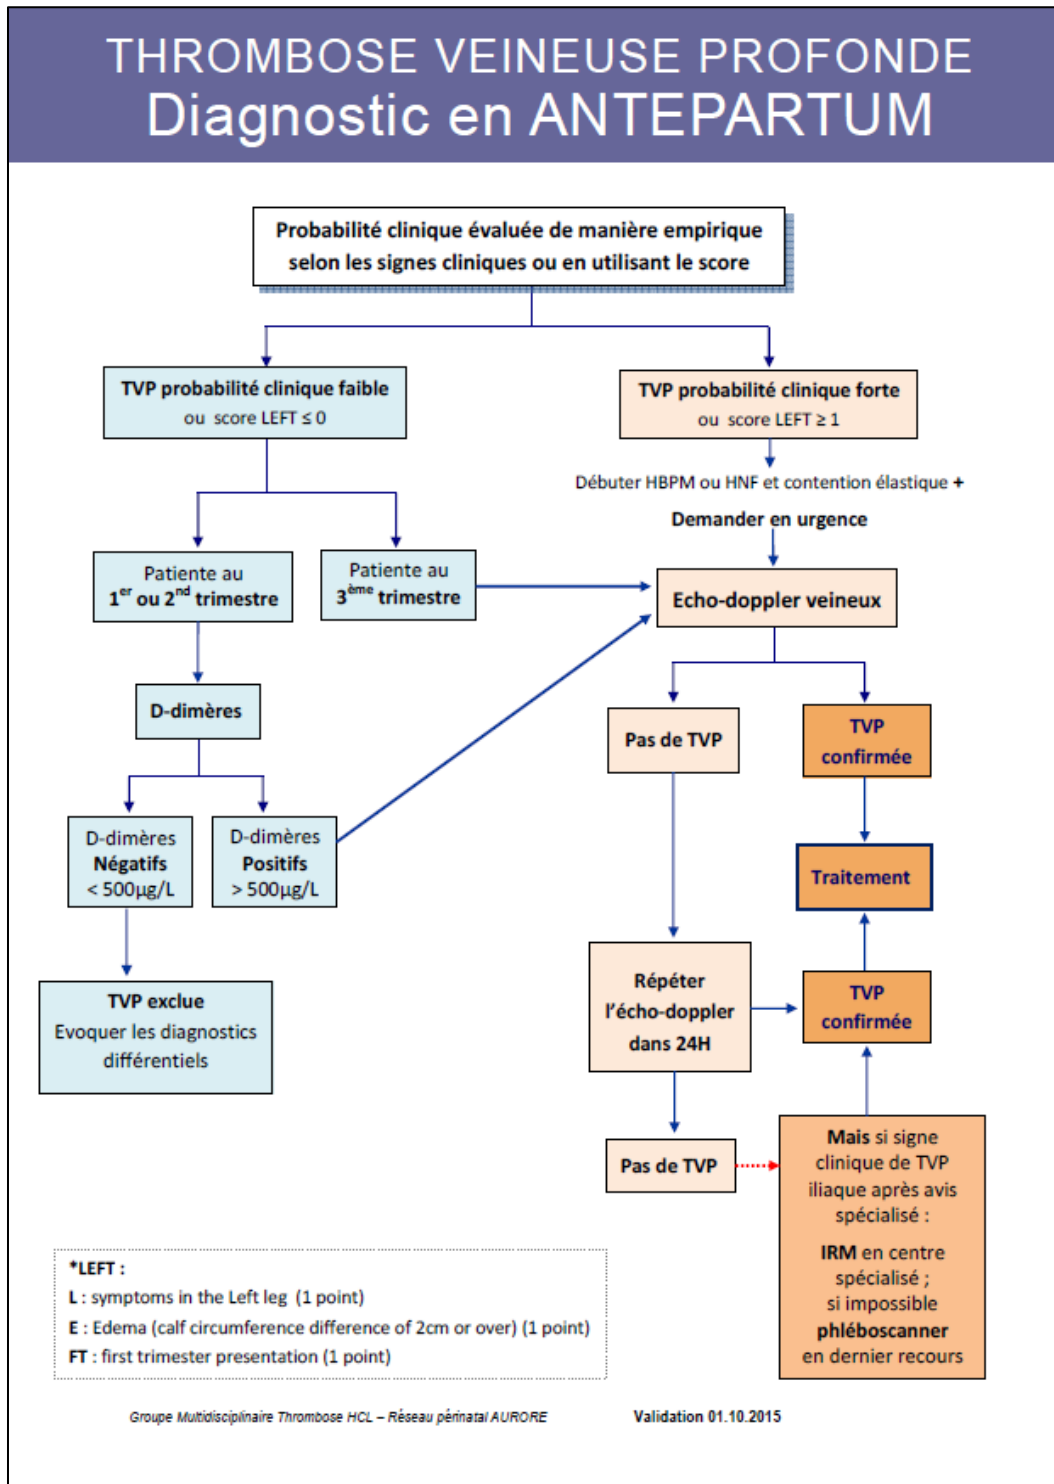 THROMBOSE VEINEUSE PROFONDE
Diagnostic en ANTEPARTUM
Probabilité clinique évaluée de manière empirique
selon les signes cliniques ou en utilisant le score
TVP probabilité clinique faible
ou score LEFT ≤ 0
TVP probabilité clinique forte
ou score LEFT ≥ 1
Débuter HBPM ou HNF et contention élastique +
Demander en urgence
Patiente au
1er ou 2nd trimestre
Patiente au
3ème trimestre
Echo-doppler veineux
D-dimères
Pas de TVP
TVP
confirmée
D-dimères
Négatifs
< 500µg/L
D-dimères
Positifs
> 500µg/L
Traitement
Répéter
l'écho-doppler
dans 24H
TVP
confirmée
TVP exclue
Evoquer les diagnostics
différentiels
Pas de TVP
Mais si signe
clinique de TVP
iliaque après avis
spécialisé :
IRM en centre
spécialisé ;
si impossible
phléboscanner
en dernier recours
*LEFT :
L : symptoms in the Left leg (1 point)
E : Edema (calf circumference difference of 2cm or over) (1 point)
FT : first trimester presentation (1 point)
Groupe Multidisciplinaire Thrombose HCL – Réseau périnatal AURORE
Validation 01.10.2015